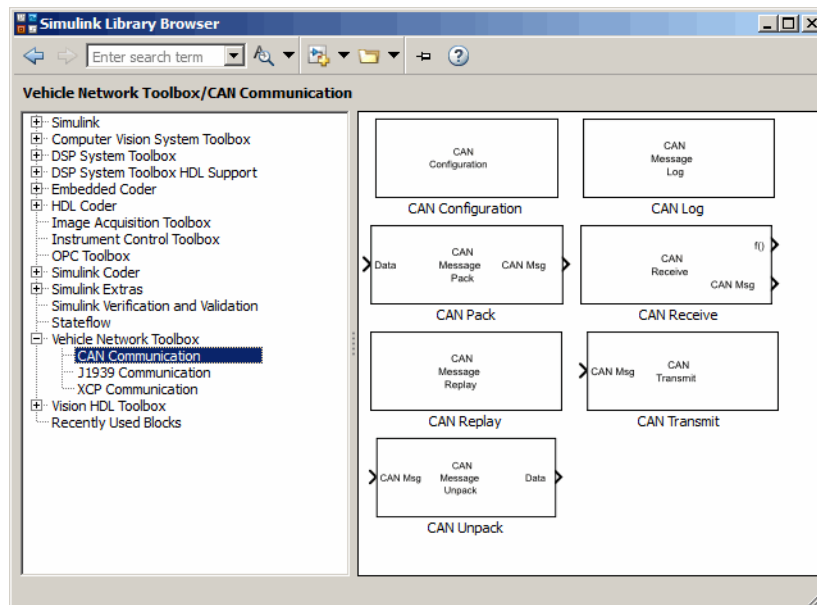 Simulink Library Browser
Enter search term
Vehicle Network Toolbox/CAN Communication
Simulink
Computer Vision System Toolbox
DSP System Toolbox
DSP System Toolbox HDL Support
Embedded Coder
HDL Coder
Image Acquisition Toolbox
Instrument Control Toolbox
OPC Toolbox
Simulink Coder
Simulink Extras
Simulink Verification and Validation
Stateflow
Vehicle Network Toolbox
CAN Communication
J1939 Communication
XCP Communication
Vision HDL Toolbox
Recently Used Blocks
CAN
Configuration
CAN Configuration
CAN
Message
Log
CAN Log
Data
CAN
Message
Pack
CAN Msg
CAN Pack
CAN
Receive
f()
CAN Msg
CAN Receive
CAN
Message
Replay
CAN Replay
CAN Msg
CAN
Transmit
CAN Transmit
CAN Msg
CAN
Message
Unpack
Data
CAN Unpack